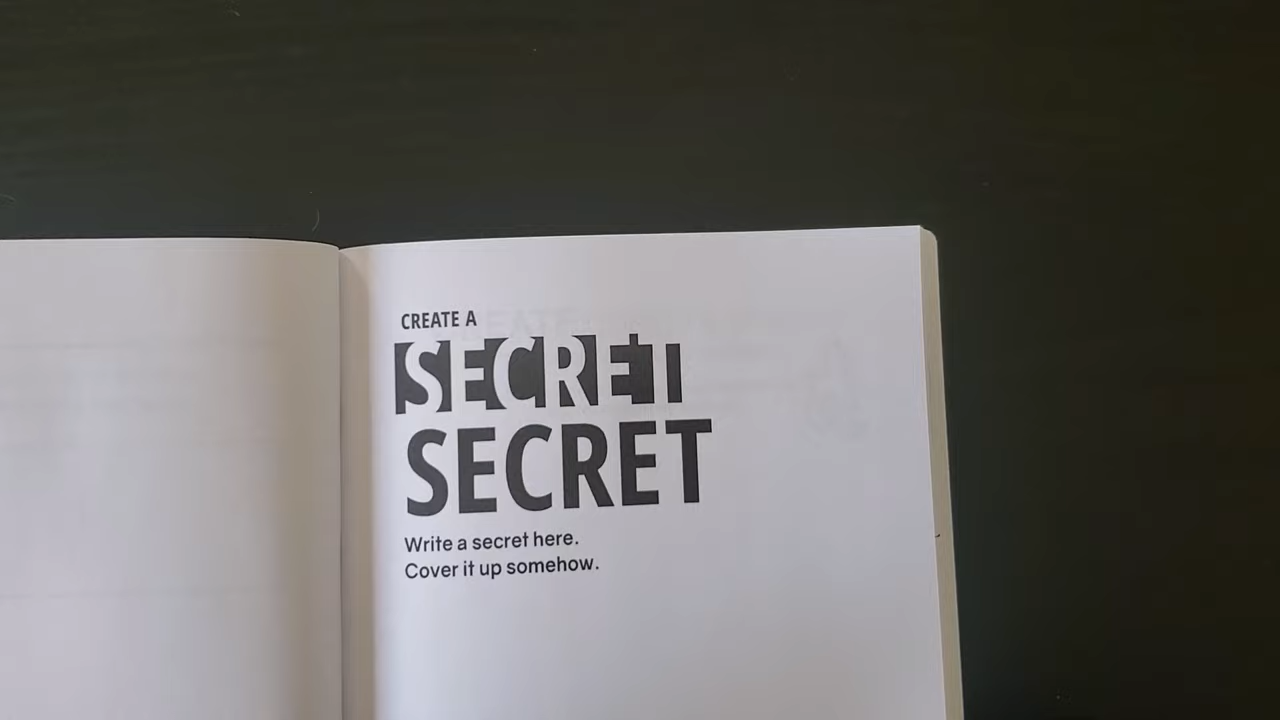 CREATE A
SECRET
SECRET
Write a secret here.
Cover it up somehow.